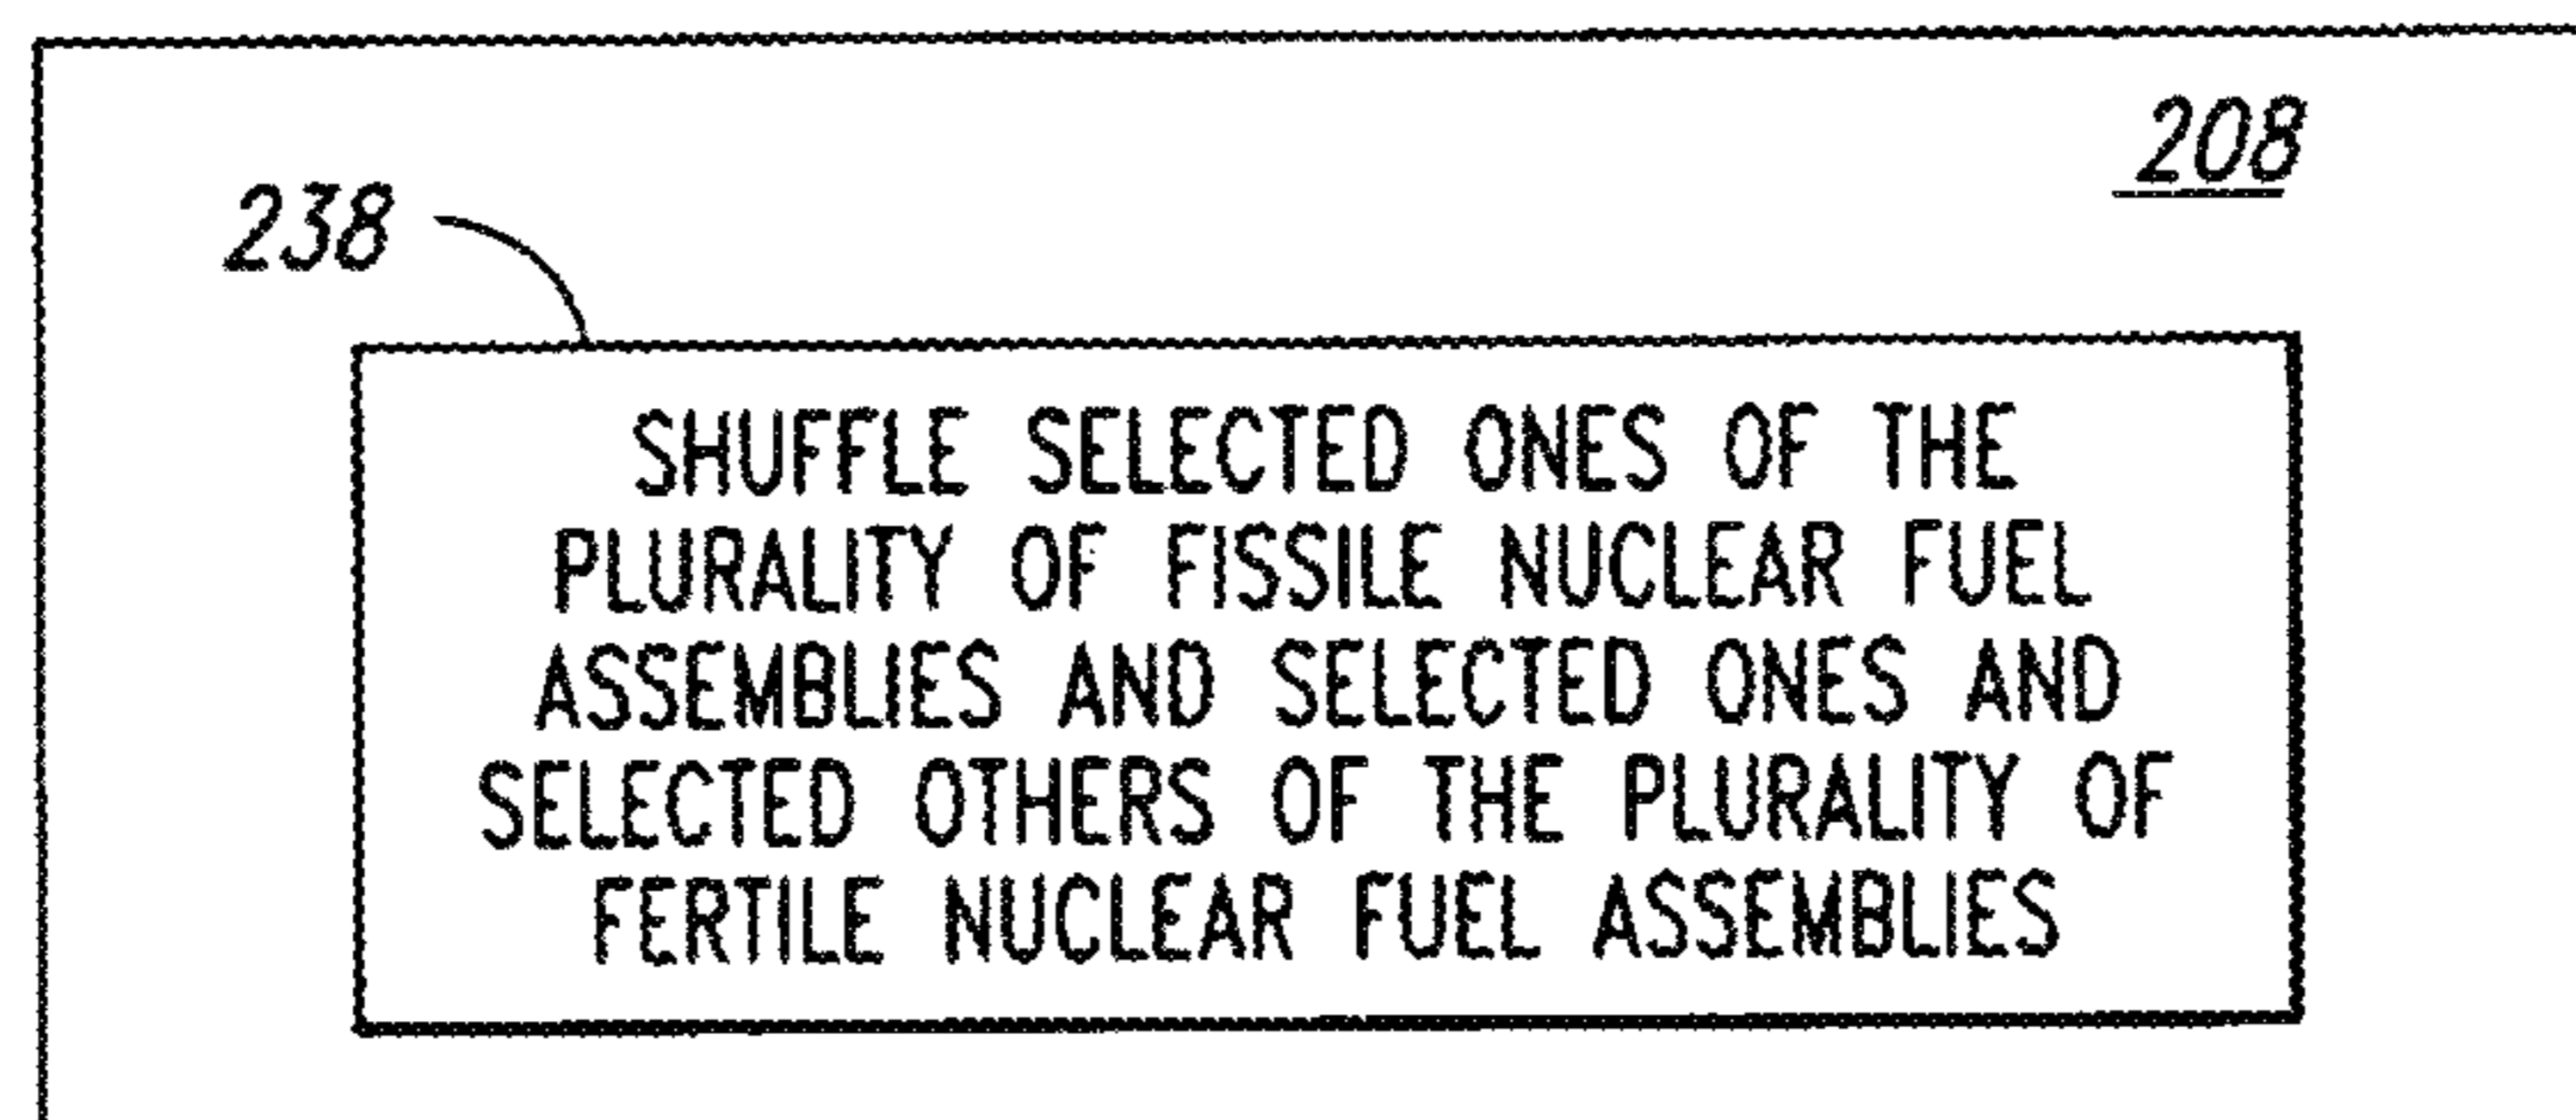 208
238
SHUFFLE SELECTED ONES OF THE
PLURALITY OF FISSILE NUCLEAR FUEL
ASSEMBLIES AND SELECTED ONES AND
SELECTED OTHERS OF THE PLURALITY OF
FERTILE NUCLEAR FUEL ASSEMBLIES